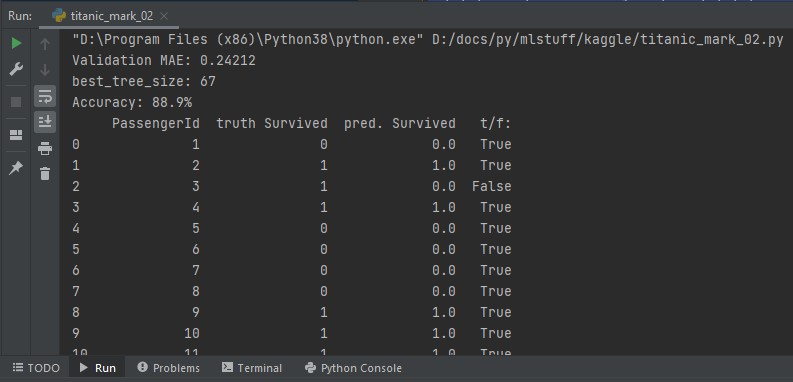 Run: titanic_mark_02
"D:\Program Files (x86)\Python38\python.exe" D:/docs/py/mlstuff/kaggle/titanic_mark_02.py
Validation MAE: 0.24212
best_tree_size: 67
Accuracy: 88.9%
PassengerId truth Survived pred. Survived t/f:
0 1 0 0.0 True
1 2 1 1.0 True
2 3 1 0.0 False
3 4 1 1.0 True
4 5 0 0.0 True
5 6 0 0.0 True
6 7 0 0.0 True
7 8 0 0.0 True
8 9 1 1.0 True
9 10 1 1.0 True
10 11 1 1.0 True
TODO Run Problems Terminal Python Console